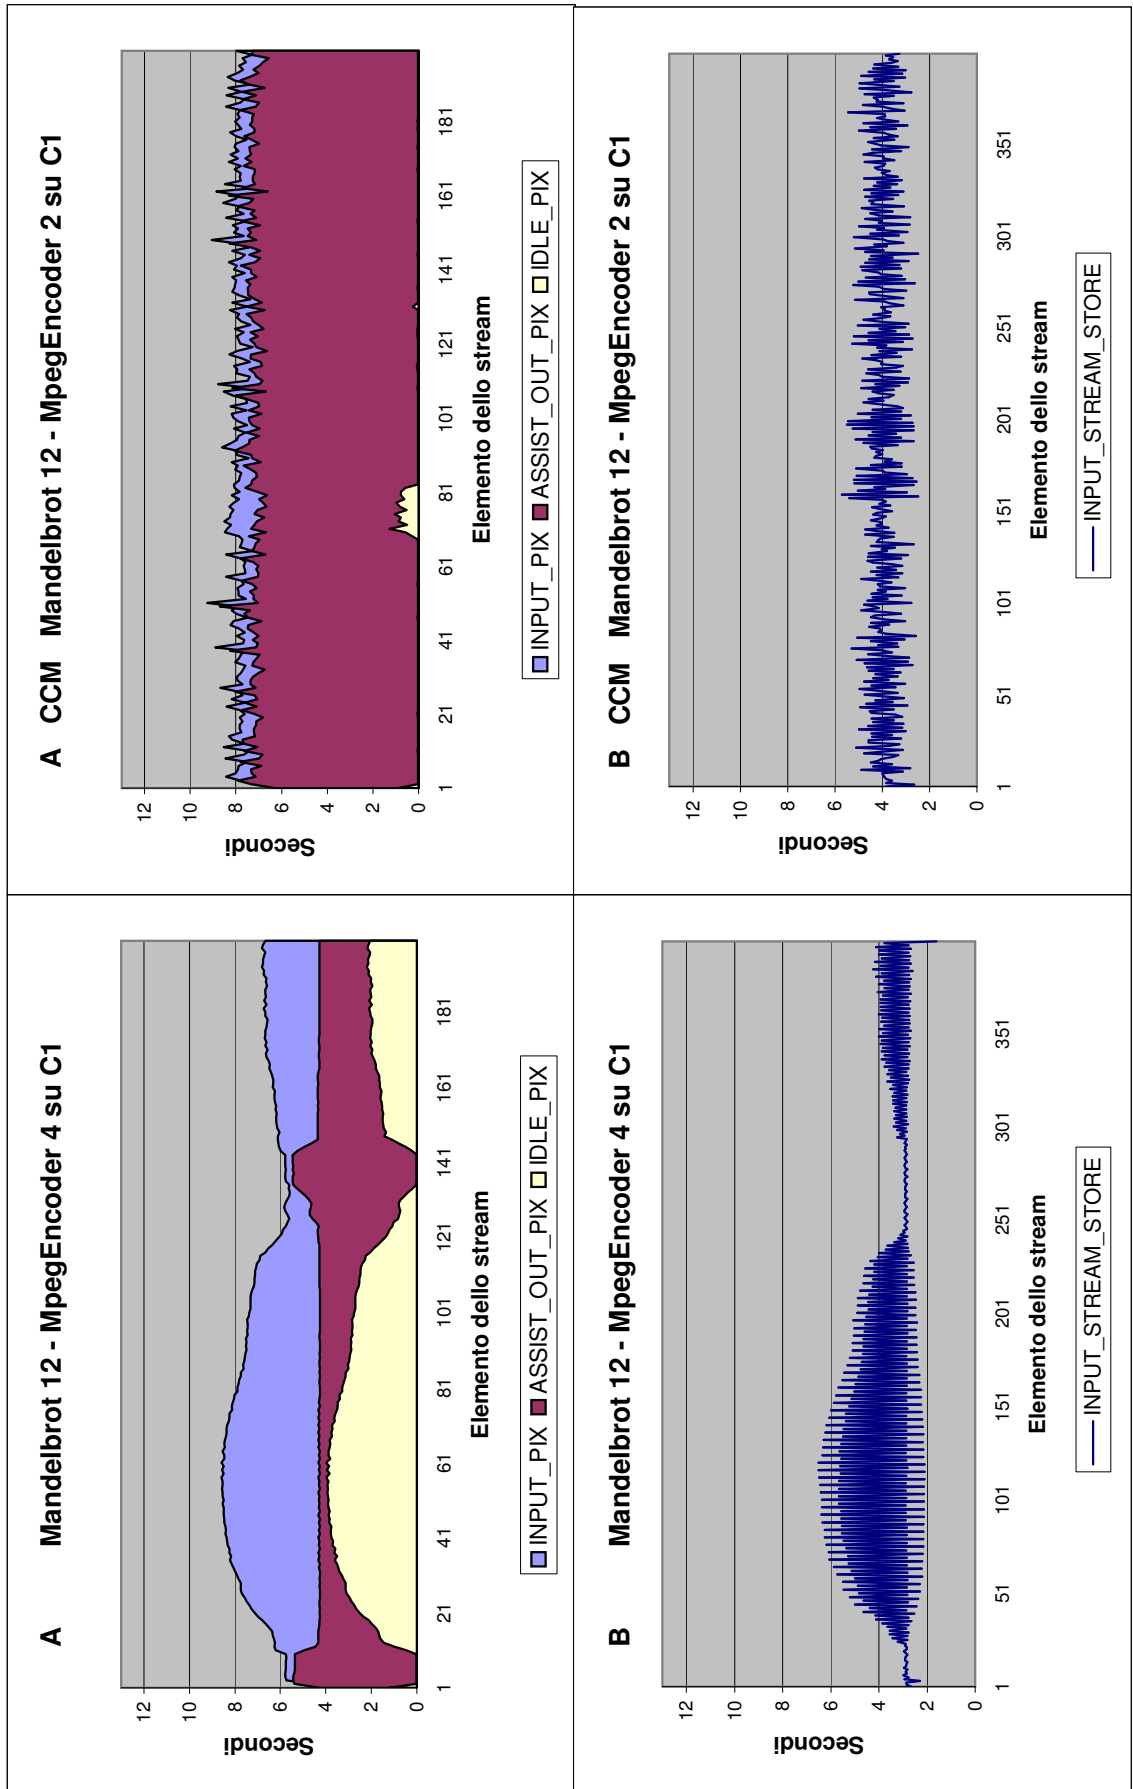 A Mandelbrot 12 - MpegEncoder 4 su C1
Secondi
12
10
8
6
4
2
0
1 21 41 61 81 101 121 141 161 181
Elemento dello stream
INPUT_PIX ASSIST_OUT_PIX IDLE_PIX
A CCM Mandelbrot 12 - MpegEncoder 2 su C1
Secondi
12
10
8
6
4
2
0
1 21 41 61 81 101 121 141 161 181
Elemento dello stream
INPUT_PIX ASSIST_OUT_PIX IDLE_PIX
B Mandelbrot 12 - MpegEncoder 4 su C1
Secondi
12
10
8
6
4
2
0
1 51 101 151 201 251 301 351
Elemento dello stream
INPUT_STREAM_STORE
B CCM Mandelbrot 12 - MpegEncoder 2 su C1
Secondi
12
10
8
6
4
2
0
1 51 101 151 201 251 301 351
Elemento dello stream
INPUT_STREAM_STORE